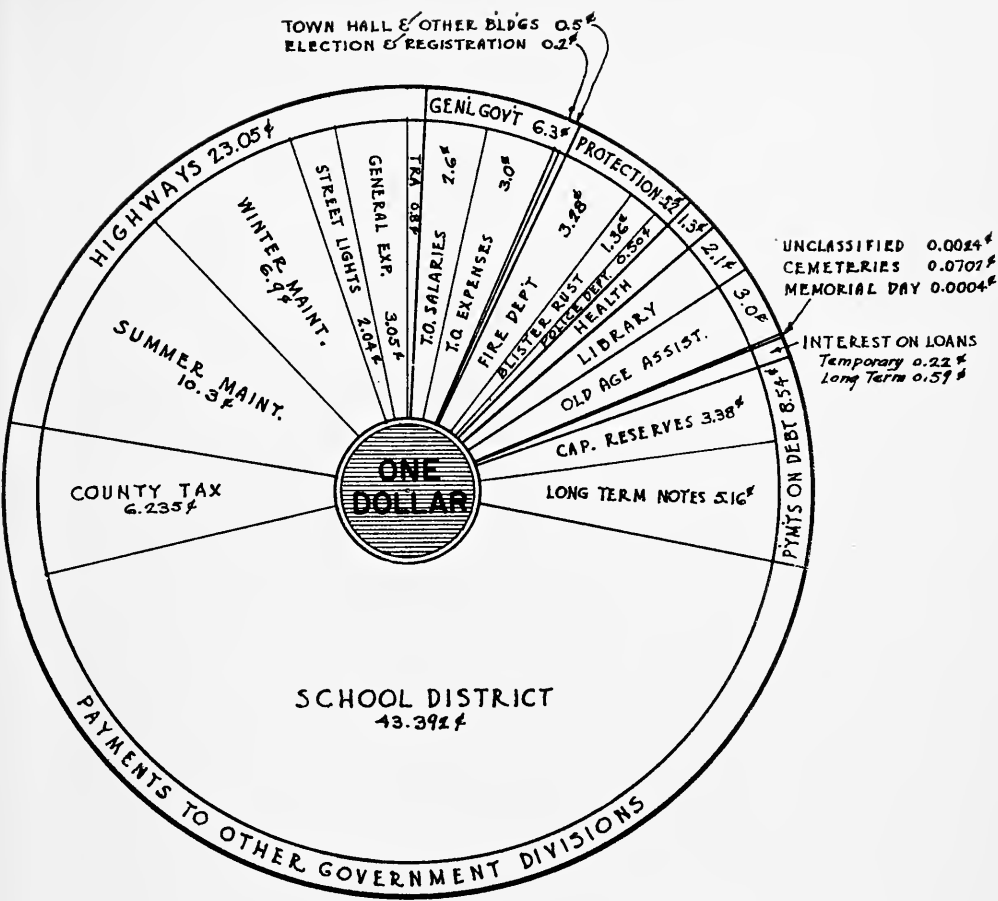 TOWN HALL & OTHER BLDGS 0.5¢
ELECTION & REGISTRATION 0.2¢
HIGHWAYS 23.05¢
GEN'L GOV'T 6.3¢
PROTECTION 5.2¢
1.3¢
2.1¢
3.0¢
UNCLASSIFIED 0.0024¢
CEMETERIES 0.0702¢
MEMORIAL DAY 0.0004¢
INTEREST ON LOANS
Temporary 0.22¢
Long Term 0.59¢
PYM'TS ON DEBT 8.54¢
SUMMER MAINT.
10.3¢
WINTER MAINT.
6.9¢
STREET LIGHTS 2.04¢
GENERAL EXP. 3.05¢
TRA 0.8¢
T.O. SALARIES 2.6¢
T.O. EXPENSES 3.0¢
FIRE DEP'T 3.28¢
BLISTER RUST 1.36¢
POLICE DEPT. 0.50¢
HEALTH
LIBRARY
OLD AGE ASSIST.
CAP. RESERVES 3.38¢
LONG TERM NOTES 5.16¢
ONE
DOLLAR
COUNTY TAX
6.235¢
SCHOOL DISTRICT
43.392¢
PAYMENTS TO OTHER GOVERNMENT DIVISIONS